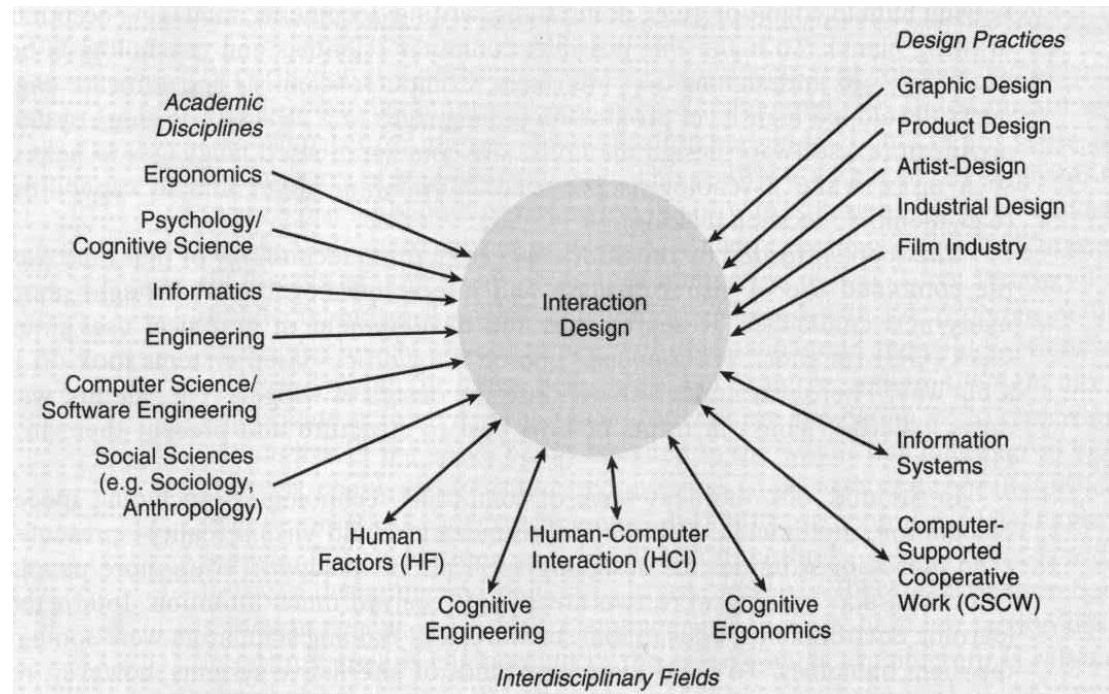 Academic
Disciplines
Ergonomics
Psychology/
Cognitive Science
Informatics
Engineering
Computer Science/
Software Engineering
Social Sciences
(e.g. Sociology,
Anthropology)
Design Practices
Graphic Design
Product Design
Artist-Design
Industrial Design
Film Industry
Interaction
Design
Information
Systems
Computer-
Supported
Cooperative
Work (CSCW)
Human
Factors (HF)
Human-Computer
Interaction (HCI)
Cognitive
Engineering
Cognitive
Ergonomics
Interdisciplinary Fields